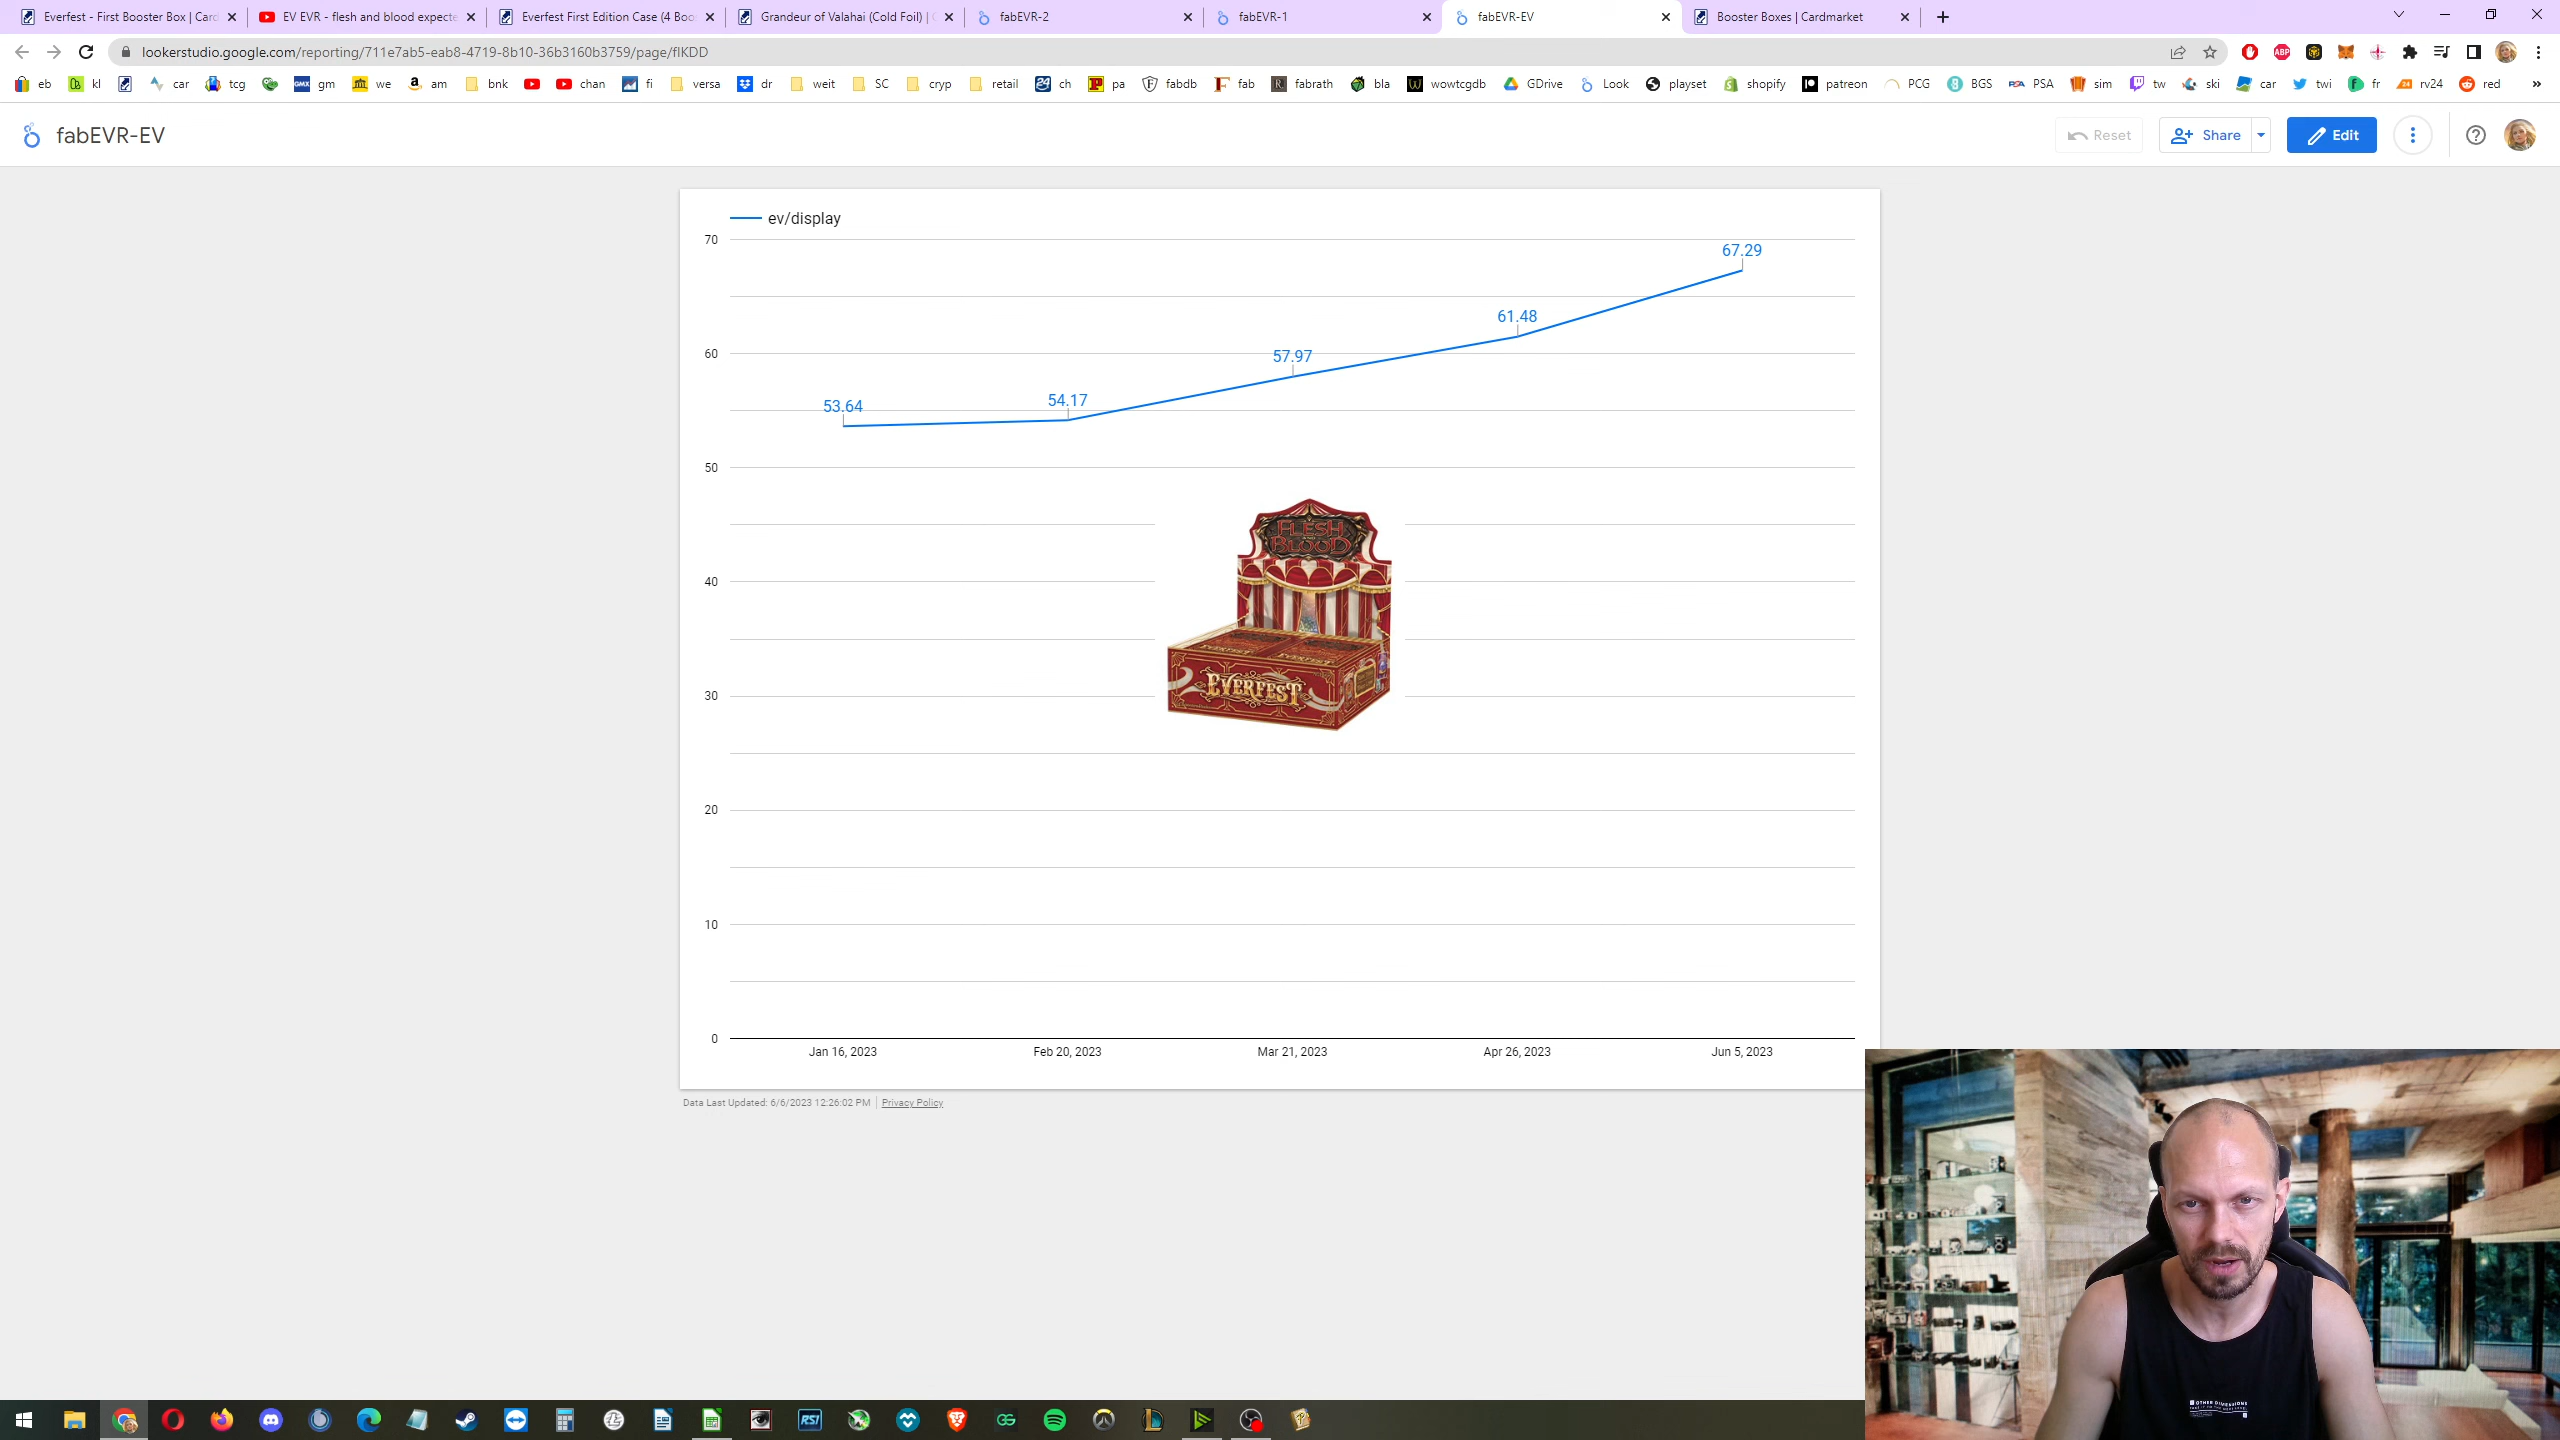 Everfest - First Booster Box | Card
EV EVR - flesh and blood expecte
Everfest First Edition Case (4 Boo
Grandeur of Valahai (Cold Foil) |
fabEVR-2
fabEVR-1
fabEVR-EV
Booster Boxes | Cardmarket
lookerstudio.google.com/reporting/711e7ab5-eab8-4719-8b10-36b3160b3759/page/flKDD
eb kl car tcg gm we am bnk chan fi versa dr weit SC cryp retail ch pa fabdb fab fabrath bla wowtcgdb GDrive Look playset shopify patreon PCG BGS PSA sim tw ski car twi fr rv24 red »
fabEVR-EV
Reset
Share
Edit
ev/display
70
67.29
61.48
60
57.97
54.17
53.64
50
FLESH
AND
BLOOD
40
30
EVERFEST
20
10
0
Jan 16, 2023
Feb 20, 2023
Mar 21, 2023
Apr 26, 2023
Jun 5, 2023
Data Last Updated: 6/6/2023 12:26:02 PM
Privacy Policy
OTHER DIMENSIONS